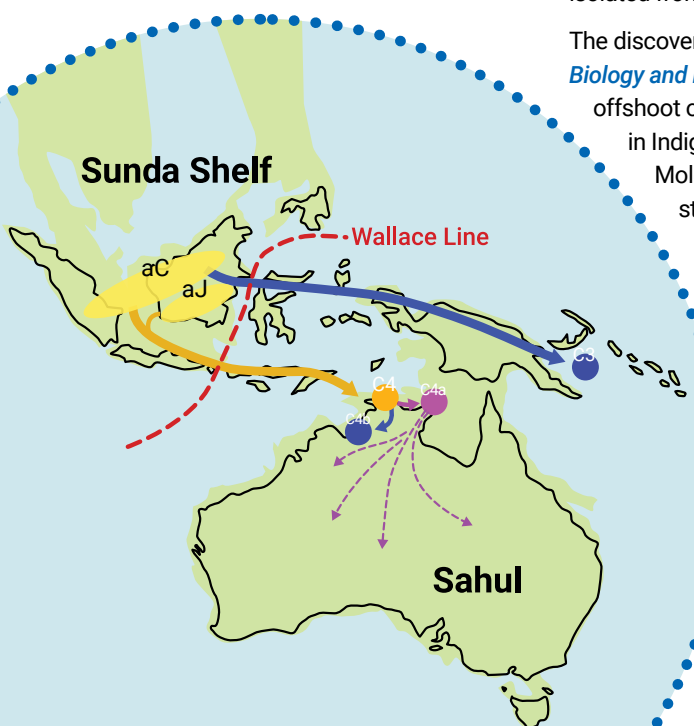 The discover
Biology and
offshoot
in Indig
Mol
st
Sunda Shelf
Wallace Line
aC
aJ
C3
C4
C4a
C4b
Sahul